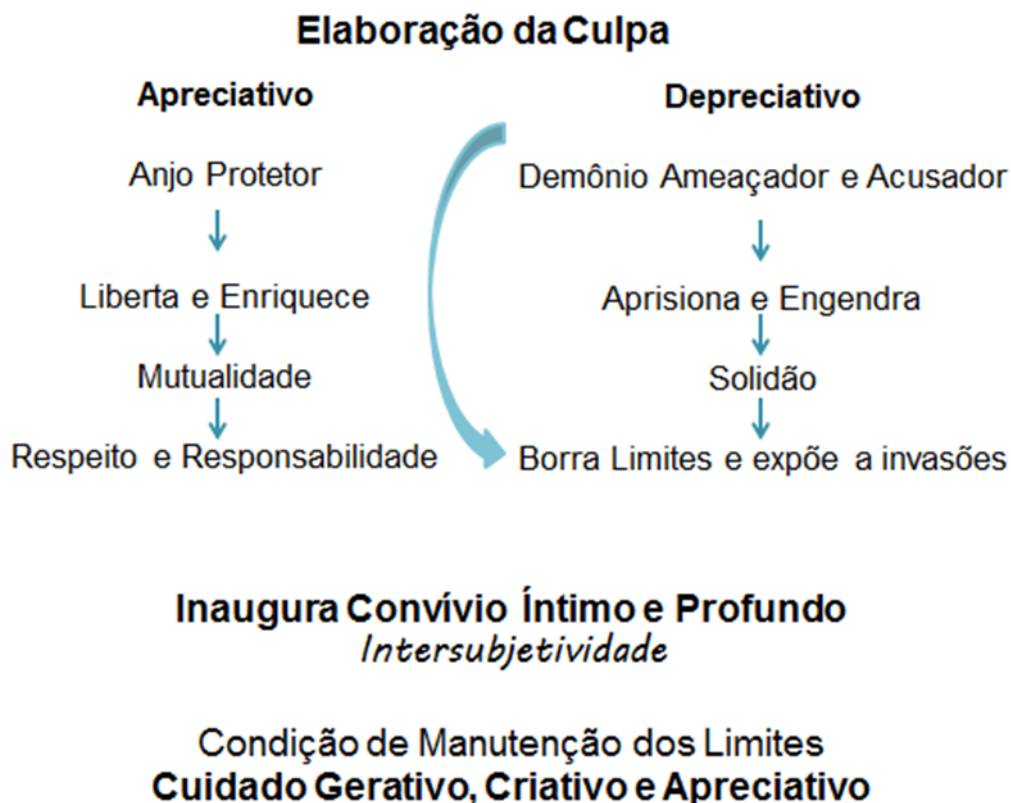 Elaboração da Culpa
Apreciativo
Anjo Protetor
Liberta e Enriquece
Mutualidade
Respeito e Responsabilidade
Depreciativo
Demônio Ameaçador e Acusador
Aprisiona e Engendra
Solidão
Borra Limites e expõe a invasões
Inaugura Convívio Íntimo e Profundo
Intersubjetividade
Condição de Manutenção dos Limites
Cuidado Gerativo, Criativo e Apreciativo